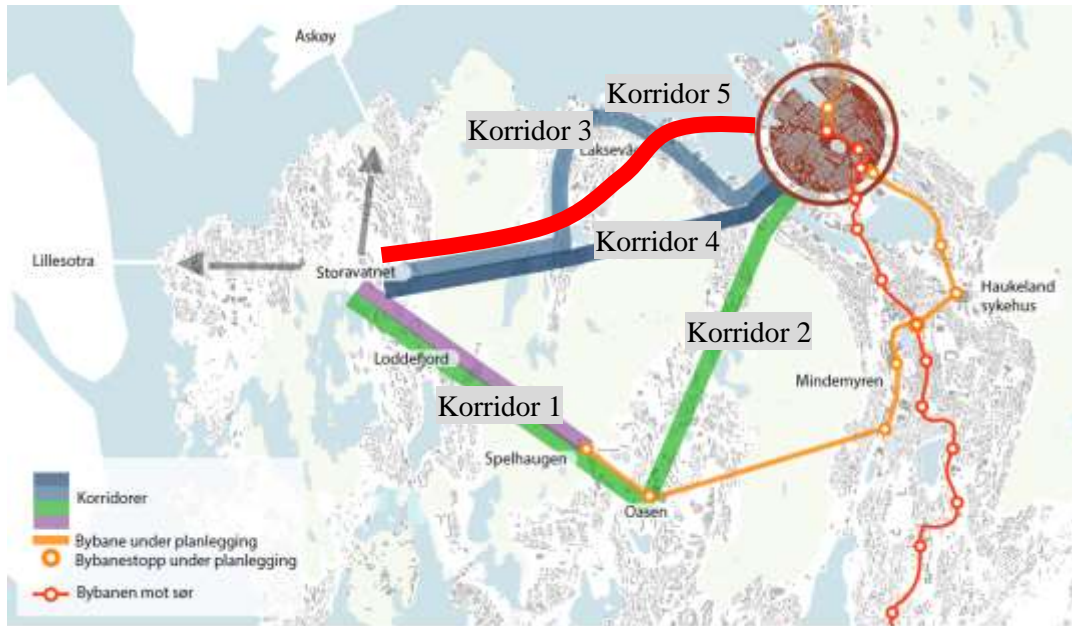 Askøy
Korridor 5
Korridor 3
Laksevåg
Korridor 4
Lillesotra
Storavatnet
Haukeland
sykehus
Korridor 2
Loddefjord
Mindemyren
Korridor 1
Spelhaugen
Oasen
Korridorer
Bybane under planlegging
Bybanestopp under planlegging
Bybanen mot sør